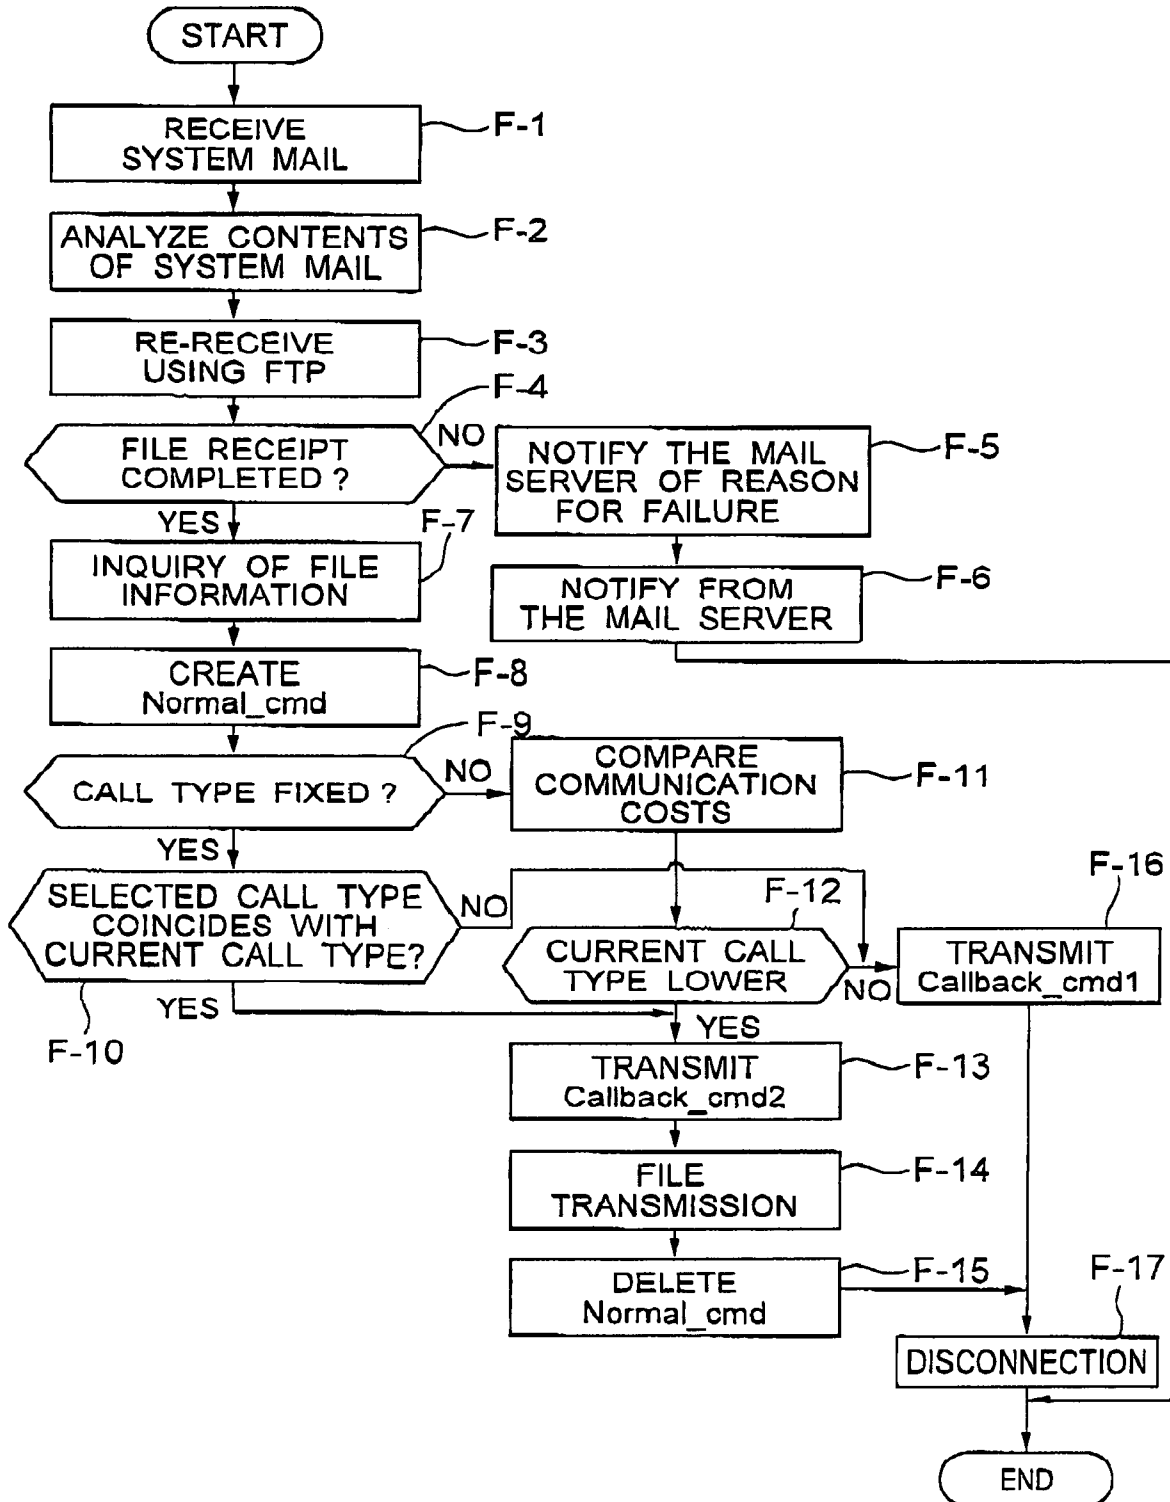 START
RECEIVE
SYSTEM MAIL
F-1
ANALYZE CONTENTS
OF SYSTEM MAIL
F-2
RE-RECEIVE
USING FTP
F-3
F-4
FILE RECEIPT
COMPLETED ?
NO
YES
NOTIFY THE MAIL
SERVER OF REASON
FOR FAILURE
F-5
NOTIFY FROM
THE MAIL SERVER
F-6
F-7
INQUIRY OF FILE
INFORMATION
CREATE
Normal_cmd
F-8
F-9
CALL TYPE FIXED ?
NO
YES
COMPARE
COMMUNICATION
COSTS
F-11
SELECTED CALL TYPE
COINCIDES WITH
CURRENT CALL TYPE?
NO
YES
F-10
F-12
CURRENT CALL
TYPE LOWER
NO
YES
F-16
TRANSMIT
Callback_cmd1
TRANSMIT
Callback_cmd2
F-13
FILE
TRANSMISSION
F-14
DELETE
Normal_cmd
F-15
F-17
DISCONNECTION
END